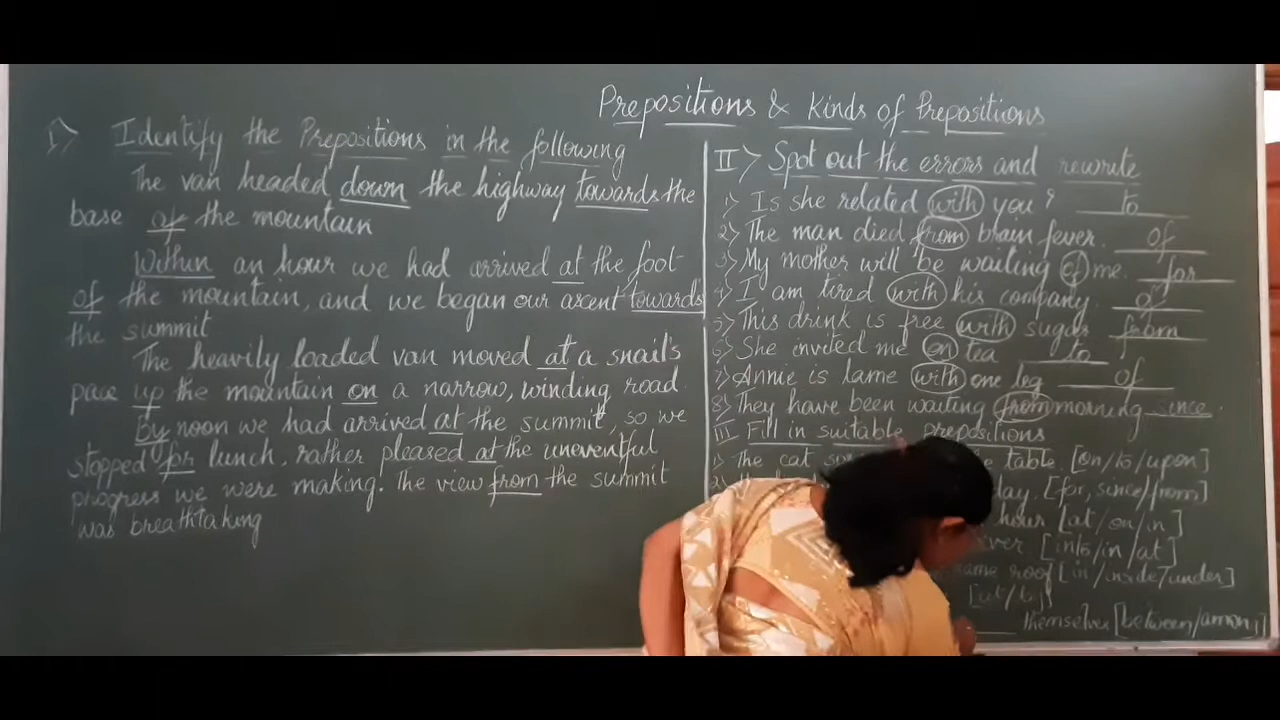 Prepositions & Kinds of Prepositions
I> Identify the Prepositions in the following
The van headed down the highway towards the
base of the mountain
Within an hour we had arrived at the foot
of the mountain, and we began our ascent towards
the summit
The heavily loaded van moved at a snail's
pace up the mountain on a narrow, winding road
By noon we had arrived at the summit, so we
stopped for lunch, rather pleased at the uneventful
progress we were making. The view from the summit
was breathtaking
II> Spot out the errors and rewrite
1> Is she related with you? to
2> The man died from brain fever. of
3> My mother will be waiting of me. for
4> I am tired with his company. of
5> This drink is free with sugar from
6> She invited me on tea to
7> Annie is lame with one leg of
8> They have been waiting from morning since.
III Fill in suitable prepositions
1> The cat table. [on/to/upon]
2> day. [for, since/from]
hour [at/on/in]
[into/in/at]
same roof [in/inside/under]
themselves [between/among]